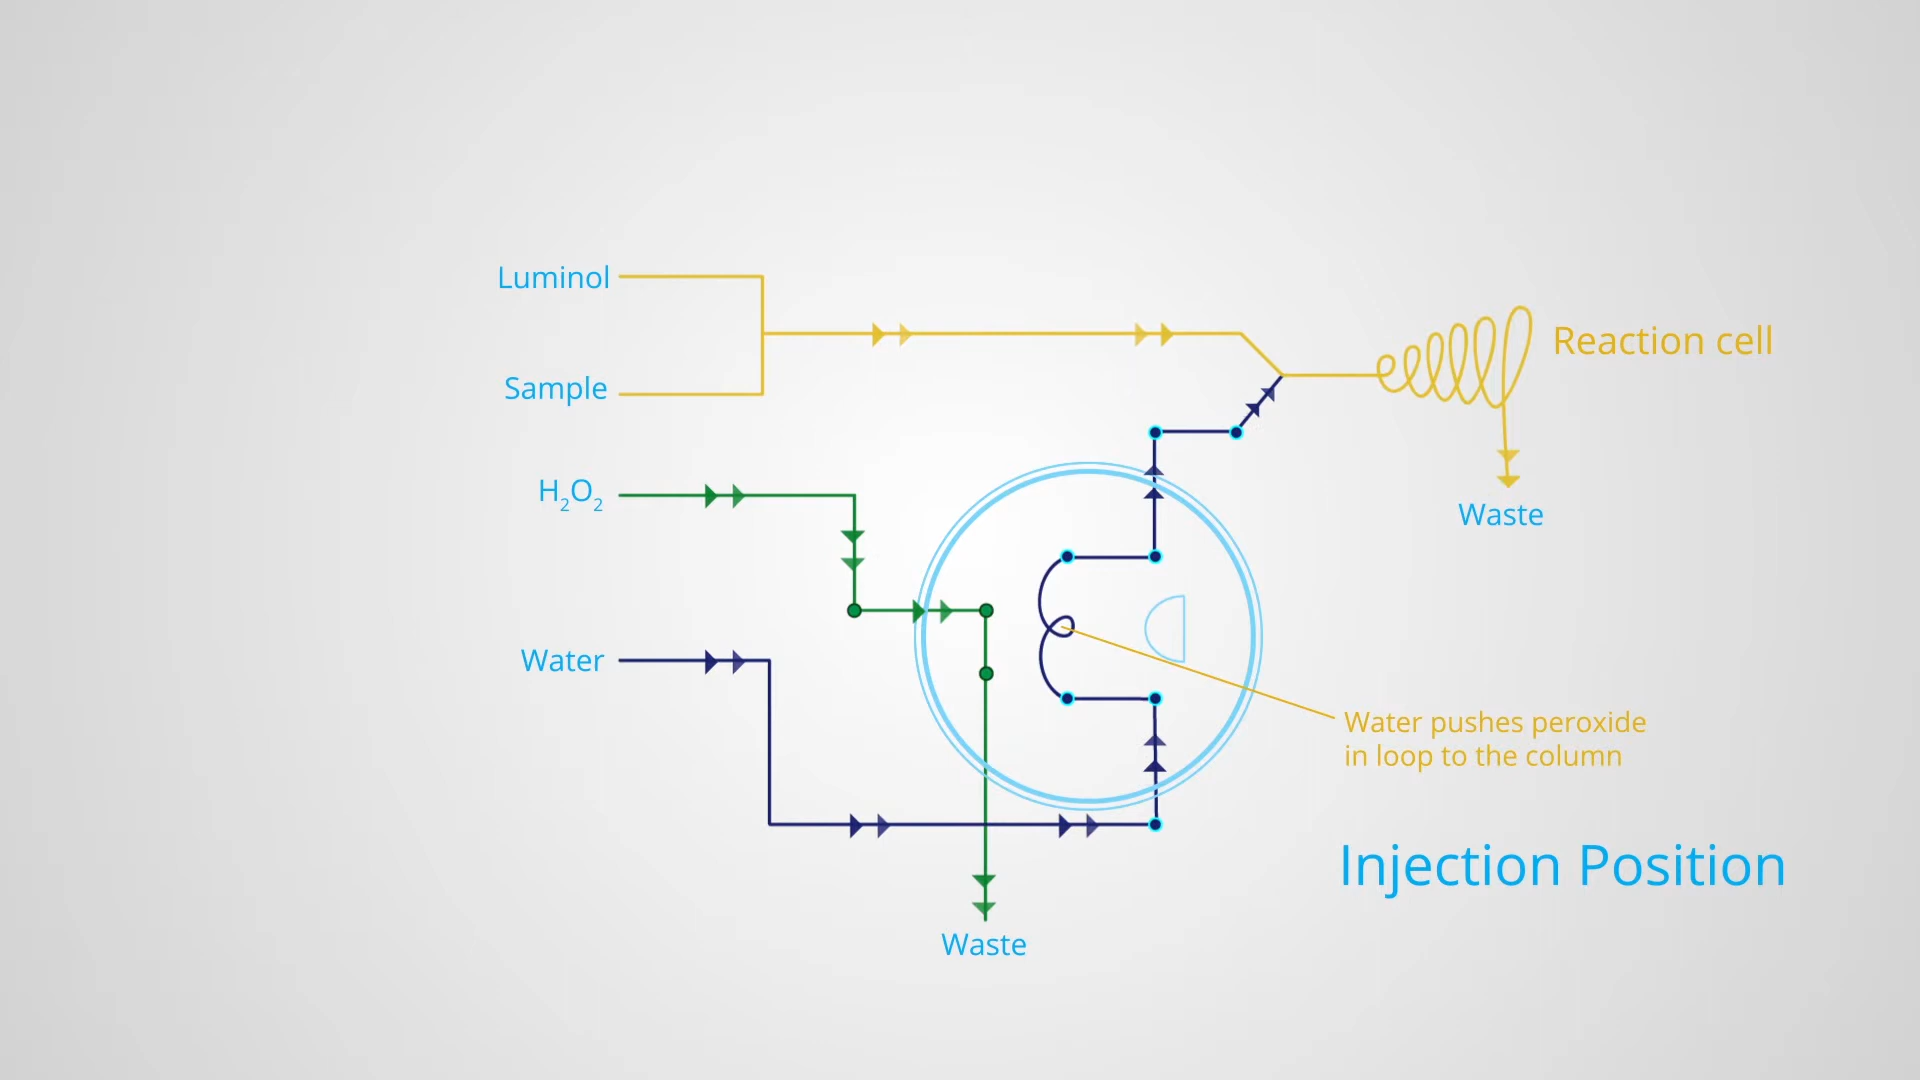 Luminol
Sample
H₂O₂
Water
Reaction cell
Waste
Water pushes peroxide
in loop to the column
Injection Position
Waste